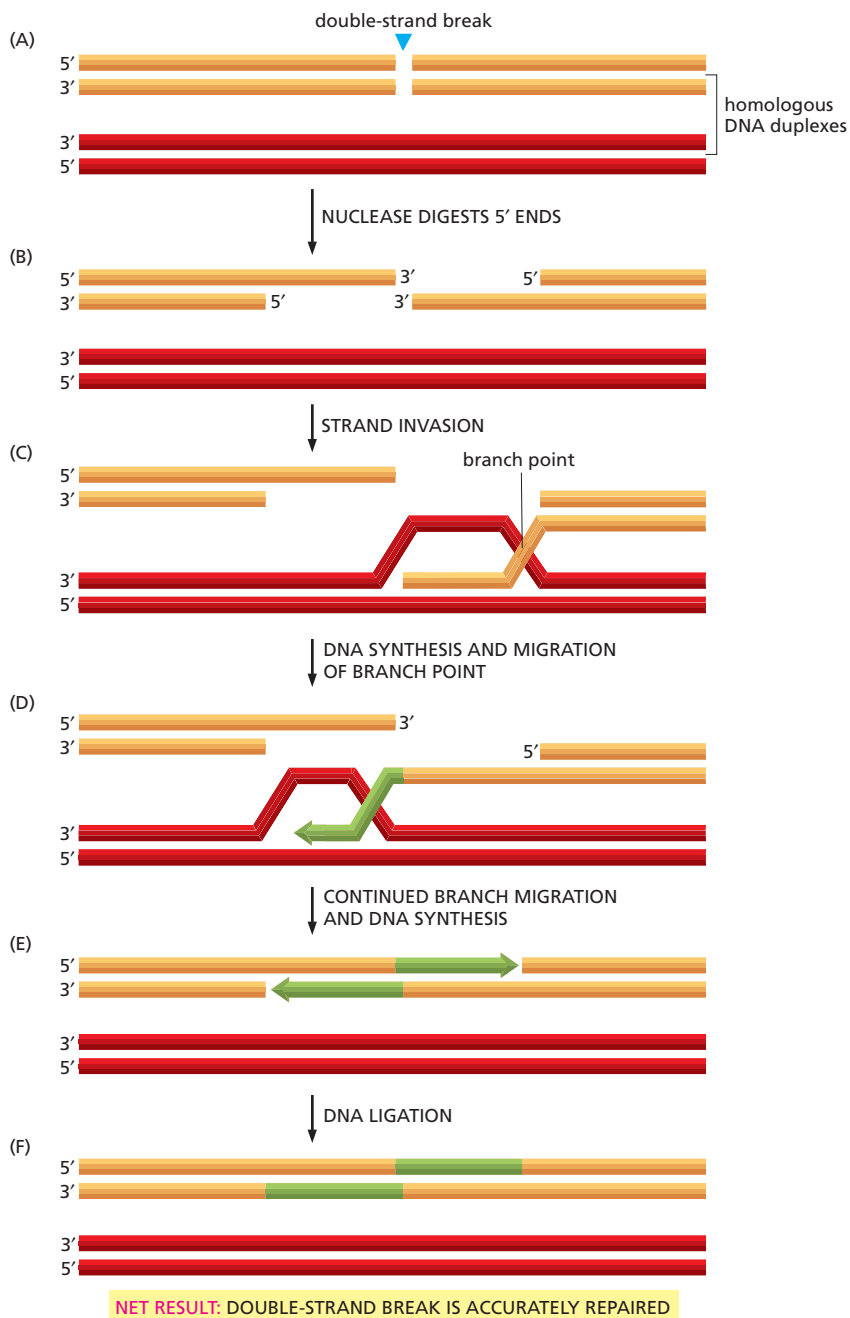 double-strand break
(A)
5′
3′
homologous
DNA duplexes
3′
5′
NUCLEASE DIGESTS 5′ ENDS
(B)
5′ 3′ 5′
3′ 5′ 3′
3′
5′
STRAND INVASION
(C)
branch point
5′
3′
3′
5′
DNA SYNTHESIS AND MIGRATION
OF BRANCH POINT
(D)
5′ 3′
3′ 5′
3′
5′
CONTINUED BRANCH MIGRATION
AND DNA SYNTHESIS
(E)
5′
3′
3′
5′
DNA LIGATION
(F)
5′
3′
3′
5′
NET RESULT: DOUBLE-STRAND BREAK IS ACCURATELY REPAIRED